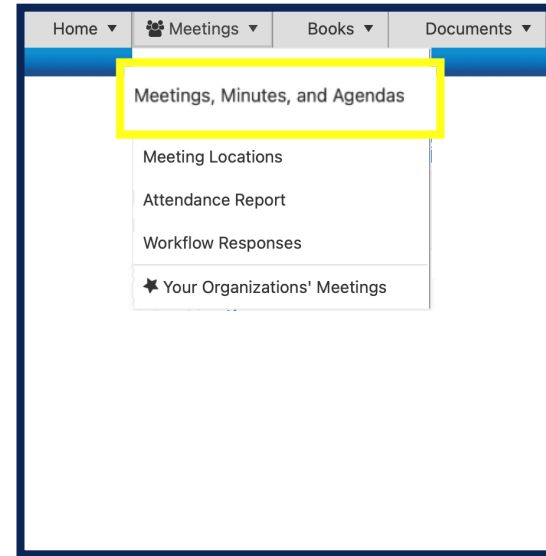 Home ▼ Meetings ▼ Books ▼ Documents ▼
Meetings, Minutes, and Agendas
Meeting Locations
Attendance Report
Workflow Responses
Your Organizations' Meetings